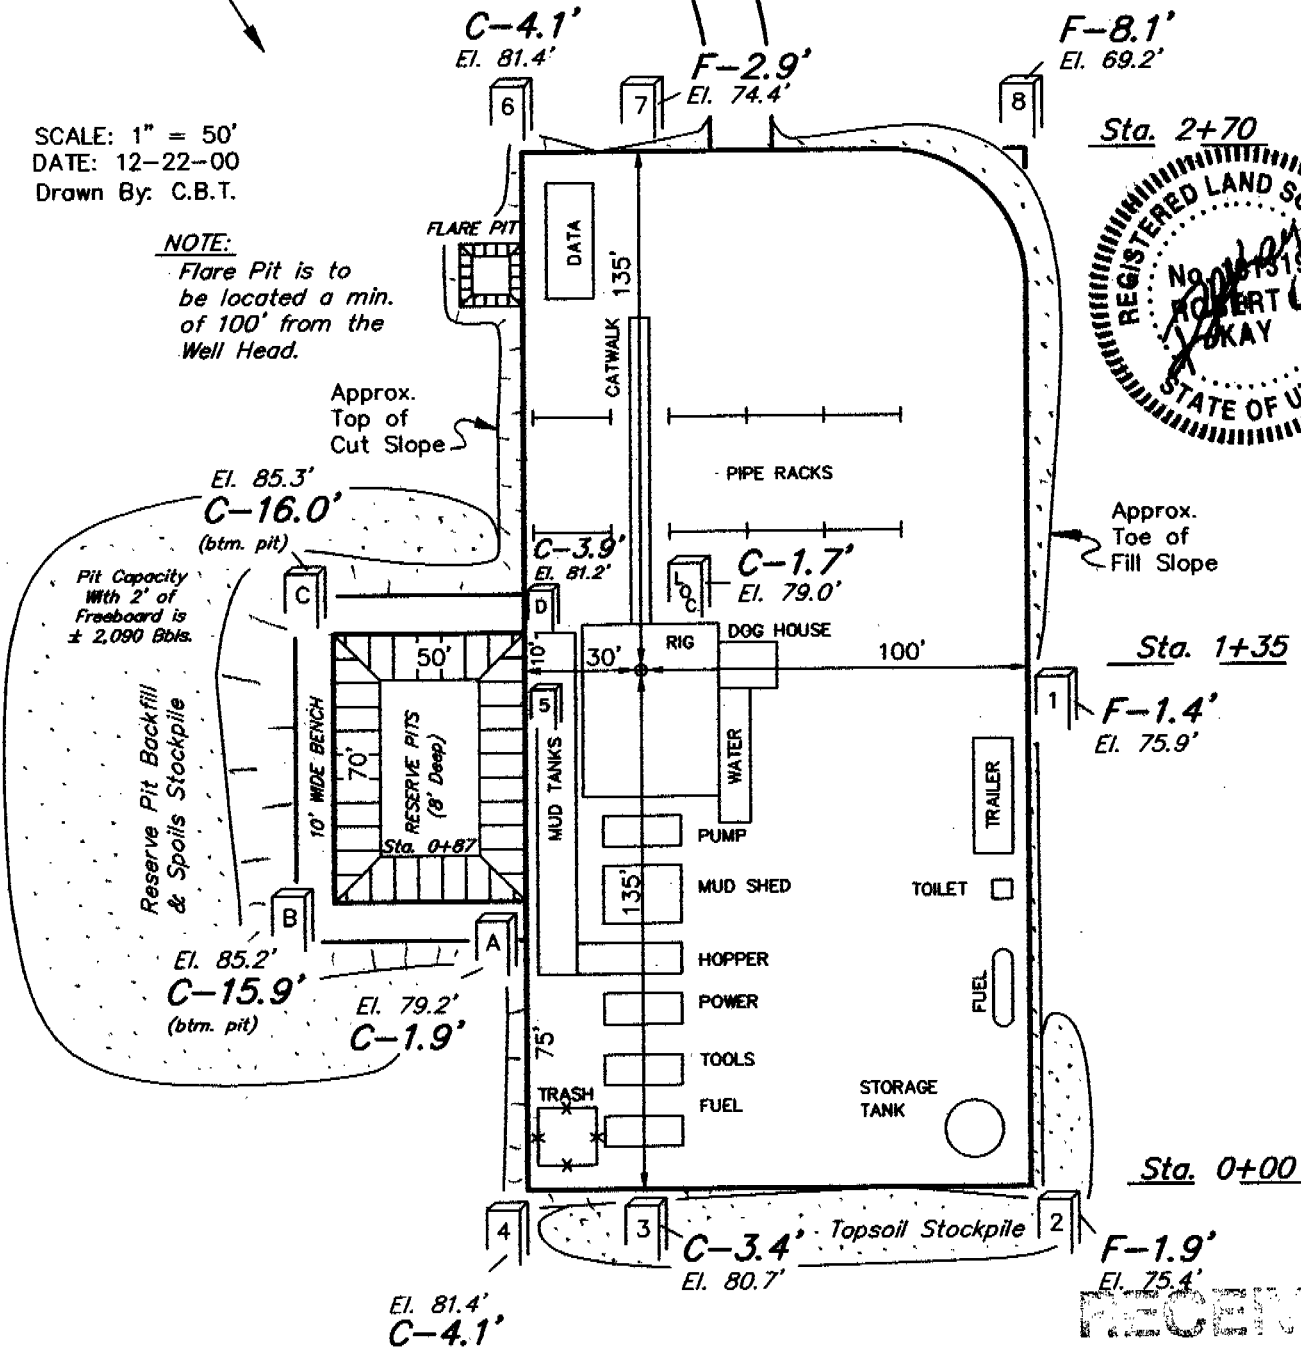 C-4.1'
El. 81.4'
F-2.9'
El. 74.4'
F-8.1'
El. 69.2'
6
7
8
SCALE: 1" = 50'
DATE: 12-22-00
Drawn By: C.B.T.
Sta. 2+70
REGISTERED LAND
ROBERT
KAY
STATE OF
NOTE:
Flare Pit is to
be located a min.
of 100' from the
Well Head.
FLARE PIT
DATA
135'
CATWALK
Approx.
Top of
Cut Slope
PIPE RACKS
El. 85.3'
C-16.0'
(btm. pit)
C-3.9'
El. 81.2'
C-1.7'
El. 79.0'
LOC.
Approx.
Toe of
Fill Slope
Pit Capacity
With 2' of
Freeboard is
± 2,090 Bbls.
C
D
RIG
DOG HOUSE
50'
10'
30'
100'
Sta. 1+35
1
F-1.4'
El. 75.9'
5
Reserve Pit Backfill
& Spoils Stockpile
10' WIDE BENCH
70'
RESERVE PITS
(8' Deep)
Sta. 0+87
MUD TANKS
WATER
TRAILER
PUMP
MUD SHED
135'
TOILET
B
A
El. 85.2'
C-15.9'
(btm. pit)
El. 79.2'
C-1.9'
HOPPER
POWER
FUEL
75'
TOOLS
TRASH
FUEL
STORAGE
TANK
Sta. 0+00
4
3
2
Topsoil Stockpile
C-3.4'
El. 80.7'
F-1.9'
El. 75.4'
El. 81.4'
C-4.1'